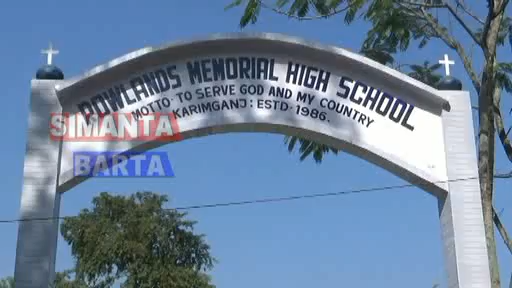 ROWLANDS MEMORIAL HIGH SCHOOL
MOTTO: TO SERVE GOD AND MY COUNTRY
KARIMGANJ: ESTD-1986.
SIMANTA
BARTA